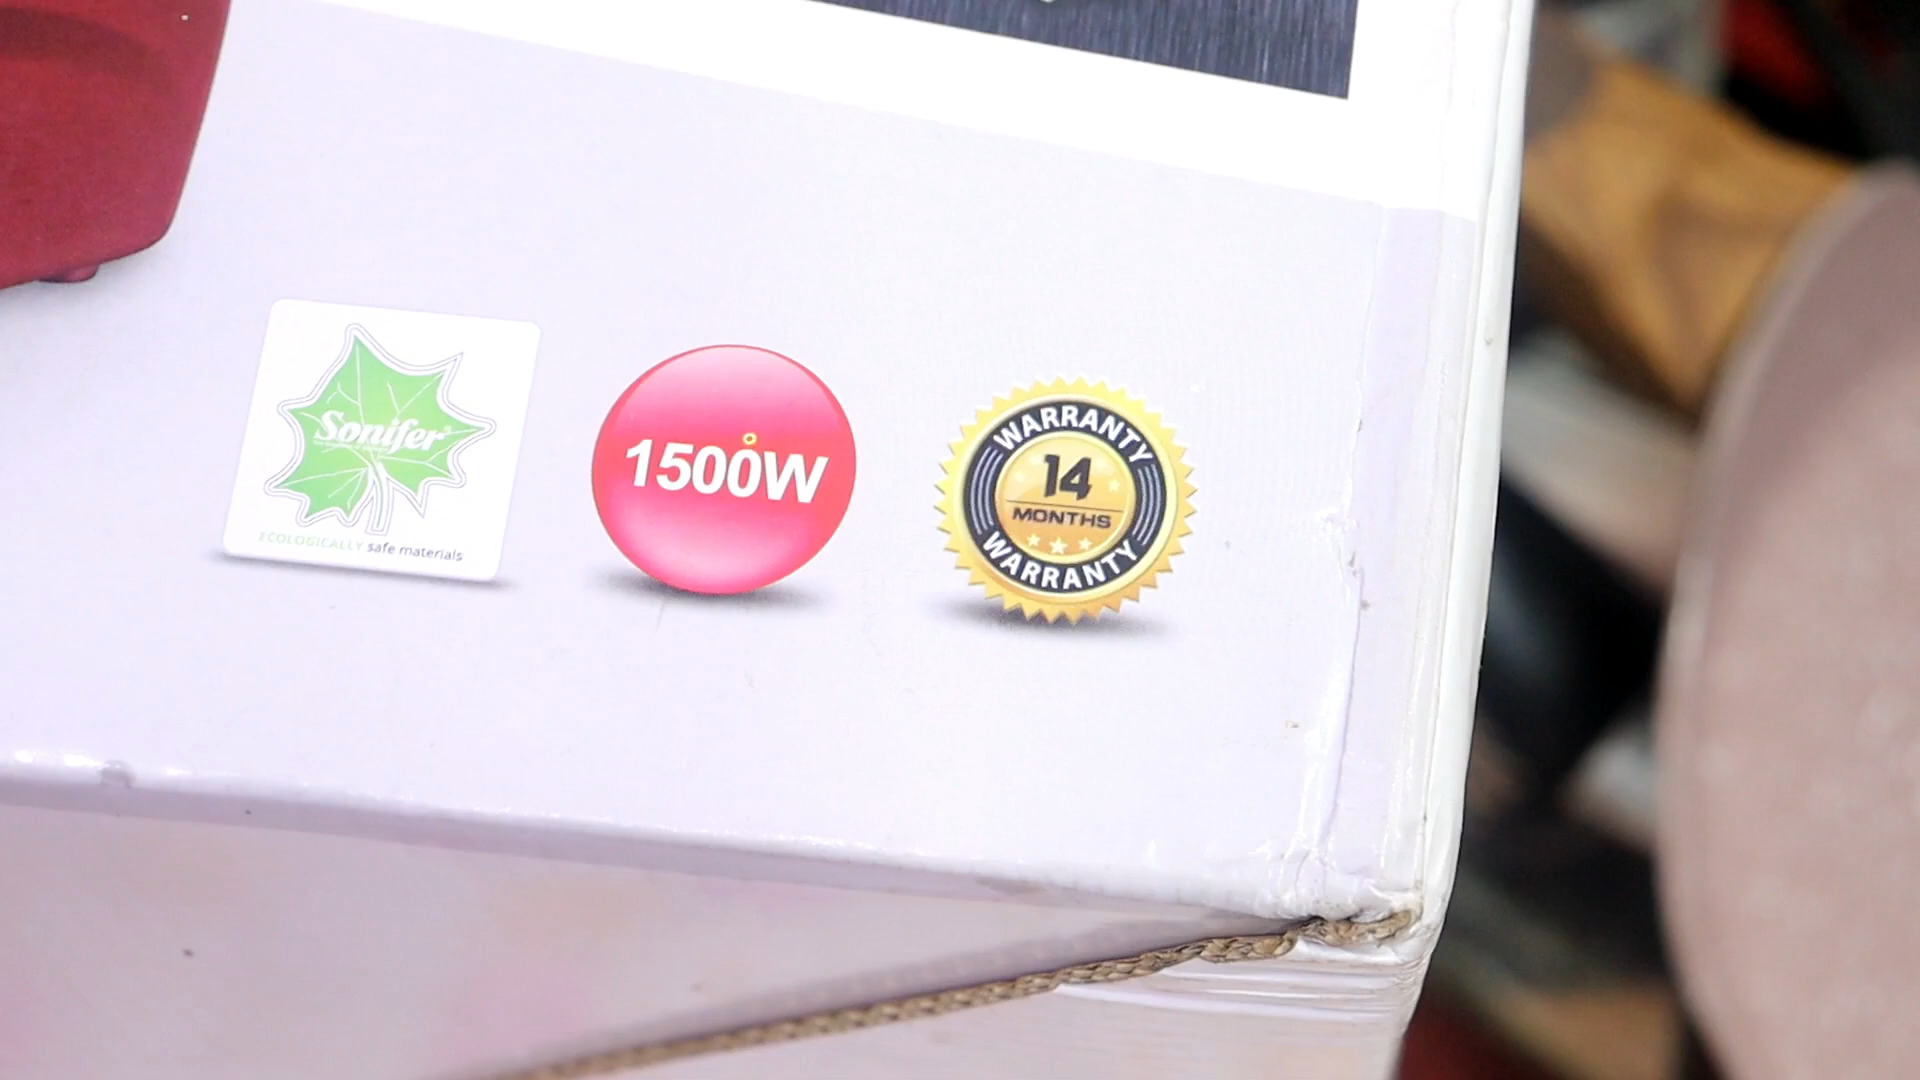 Sonifer
ECOLOGICALLY safe materials
1500W
WARRANTY
14
MONTHS
WARRANTY